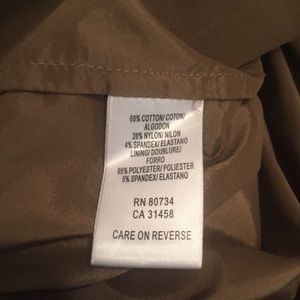 68% COTTON/ COTON/
ALGODON
28% NYLON/ NILON
4% SPANDEX/ ELASTANO
LINING/ DOUBLURE/
FORRO
95% POLYESTER/ POLIESTER
5% SPANDEX/ ELASTANO
RN 80734
CA 31458
CARE ON REVERSE